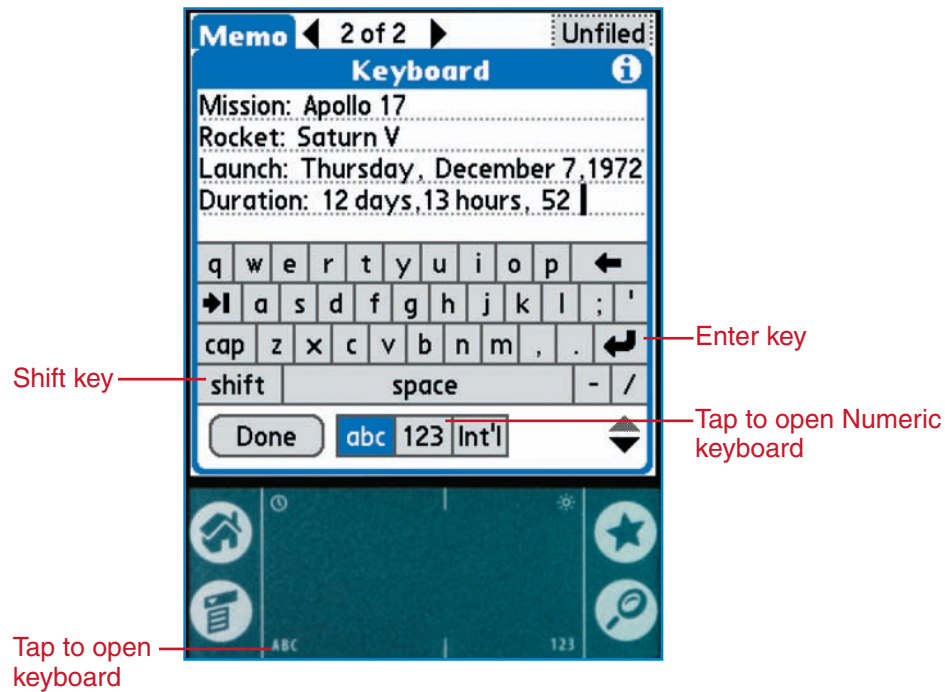 Memo 2 of 2 Unfiled
Keyboard
Mission: Apollo 17
Rocket: Saturn V
Launch: Thursday, December 7,1972
Duration: 12 days,13 hours, 52
q w e r t y u i o p
a s d f g h j k l ; '
cap z x c v b n m , .
Enter key
Shift key
shift space - /
Tap to open Numeric
keyboard
Done abc 123 Int'l
ABC 123
Tap to open
keyboard